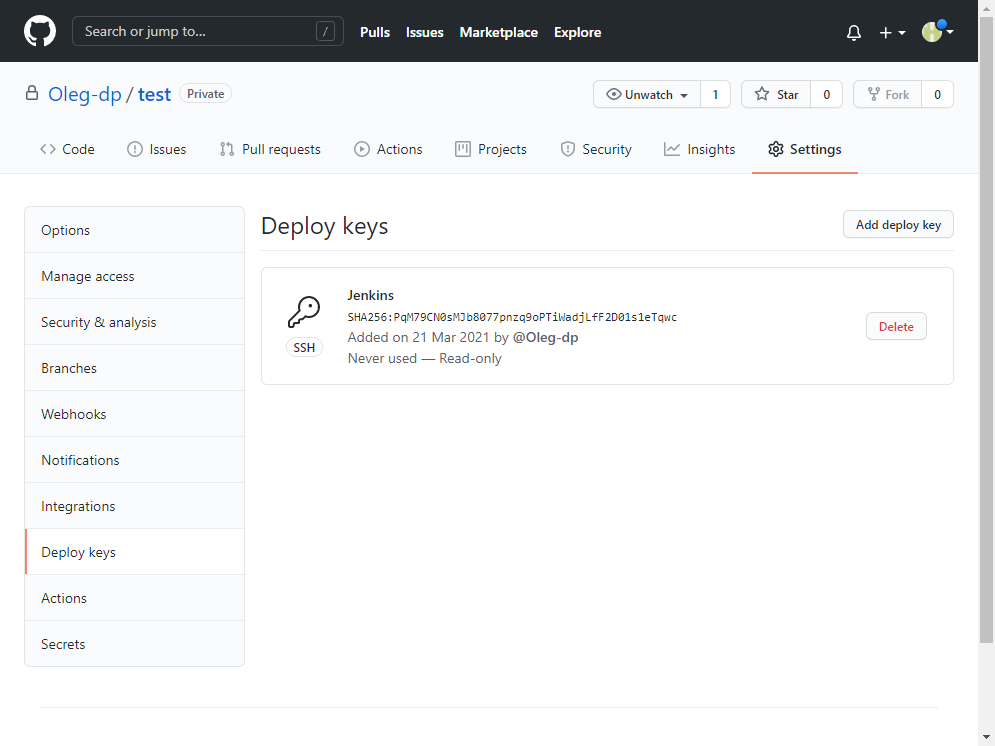 Search or jump to... /
Pulls Issues Marketplace Explore
Oleg-dp / test Private
Unwatch 1 Star 0 Fork 0
Code Issues Pull requests Actions Projects Security Insights Settings
Options
Manage access
Security & analysis
Branches
Webhooks
Notifications
Integrations
Deploy keys
Actions
Secrets
Deploy keys
Add deploy key
Jenkins
SHA256:PqM79CN0sMJb8077pnzq9oPTiWadjLfF2D01s1eTqwc
Added on 21 Mar 2021 by @Oleg-dp
Never used — Read-only
SSH
Delete